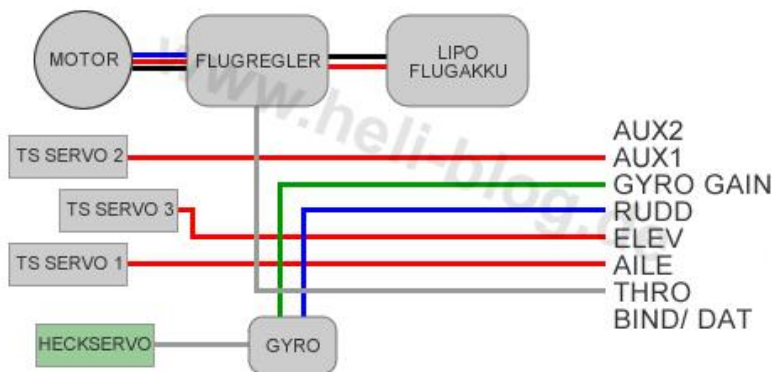 MOTOR
FLUGREGLER
LIPO
FLUGAKKU
www.heli-blog.de
TS SERVO 2
TS SERVO 3
TS SERVO 1
HECKSERVO
GYRO
AUX2
AUX1
GYRO GAIN
RUDD
ELEV
AILE
THRO
BIND/ DAT